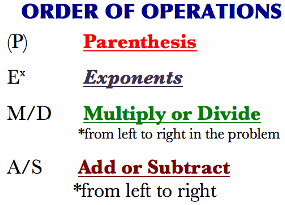 ORDER OF OPERATIONS
(P) Parenthesis
Eˣ Exponents
M/D Multiply or Divide
*from left to right in the problem
A/S Add or Subtract
*from left to right